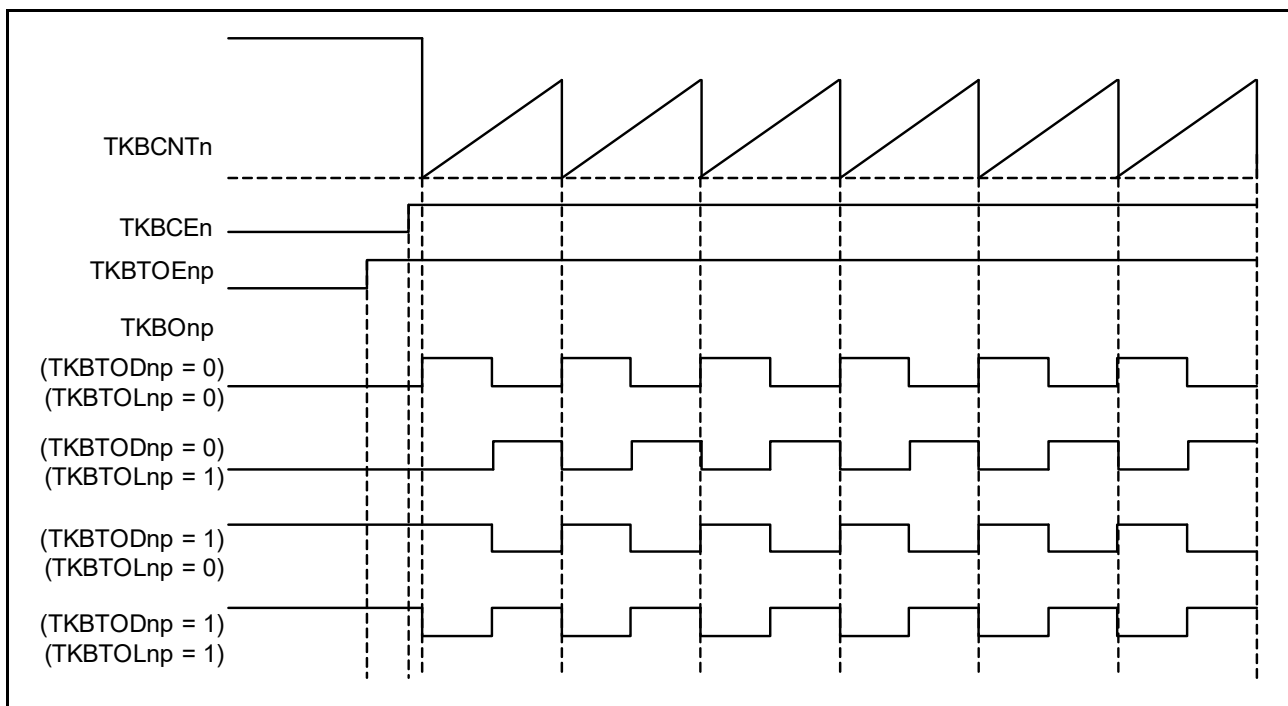 TKBCNTn
TKBCEn
TKBTOEnp
TKBOnp
(TKBTODnp = 0)
(TKBTOLnp = 0)
(TKBTODnp = 0)
(TKBTOLnp = 1)
(TKBTODnp = 1)
(TKBTOLnp = 0)
(TKBTODnp = 1)
(TKBTOLnp = 1)